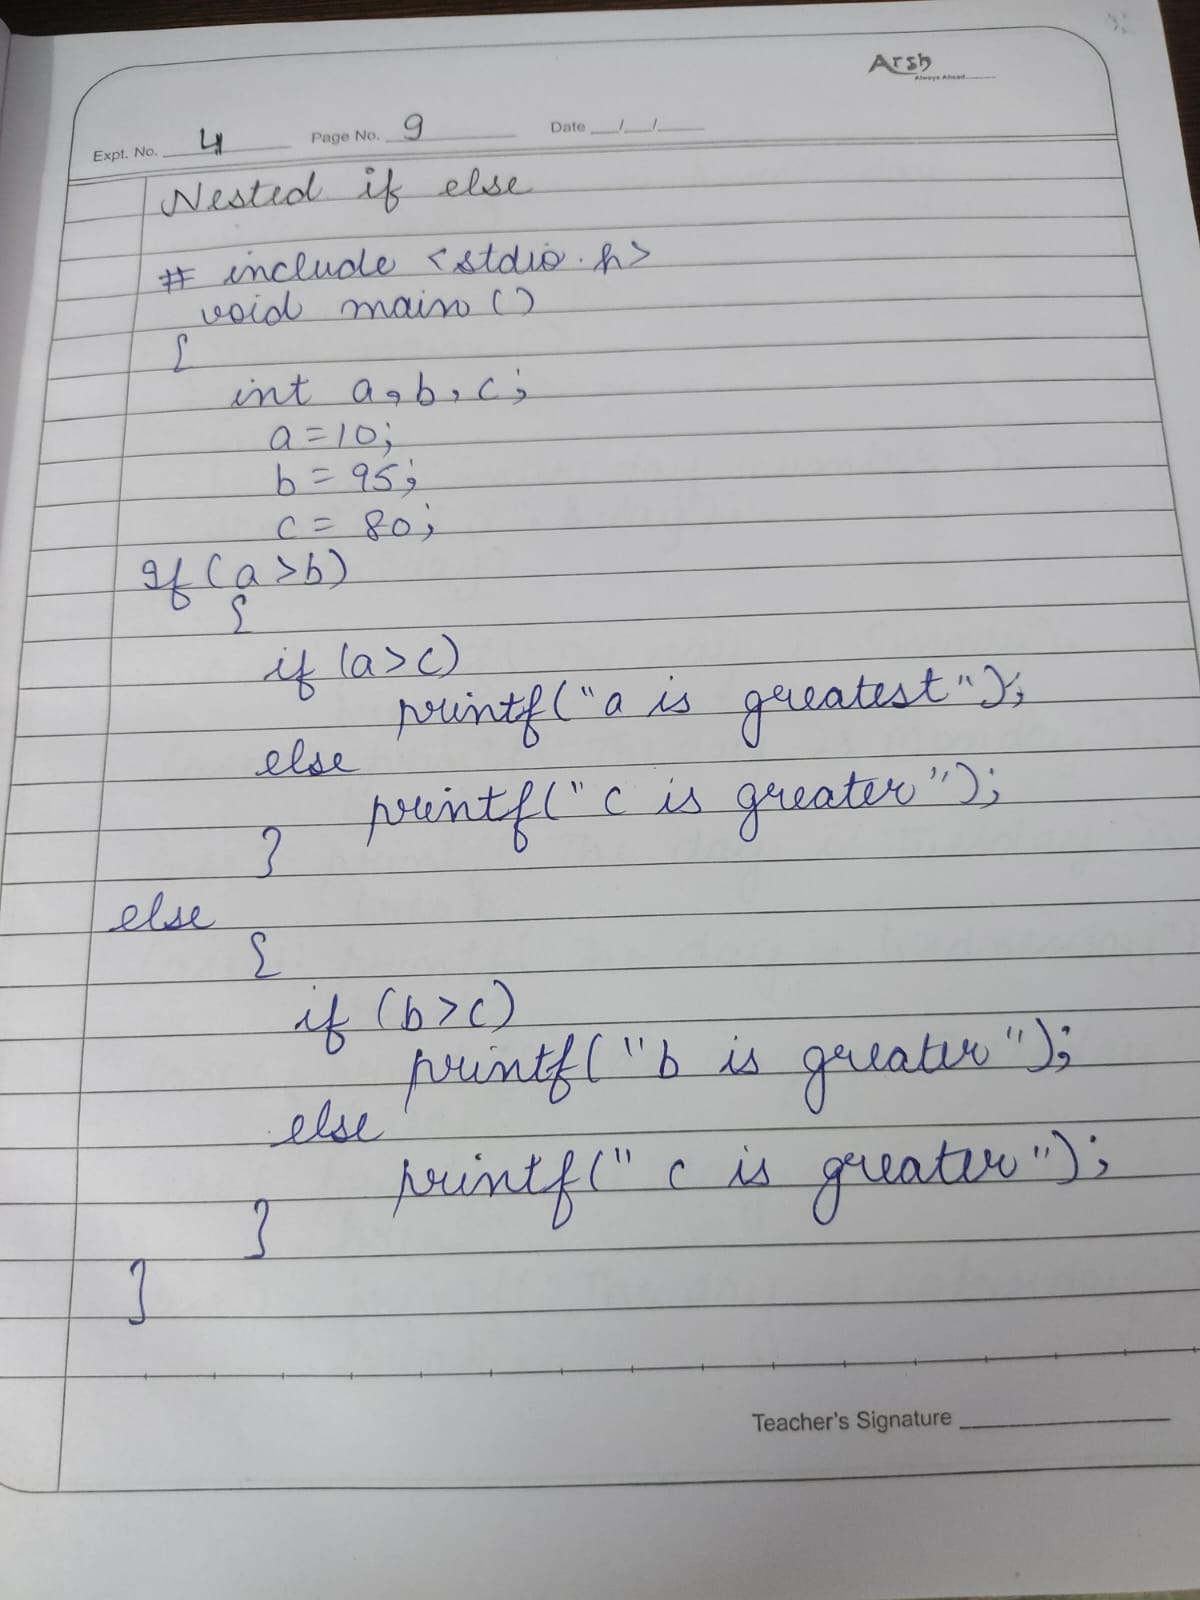 Arsh
Always Ahead
Expt. No. 4 Page No. 9 Date / /
Nested if else
# include <stdio.h>
void main ()
{
int a, b, c;
a = 10;
b = 95;
c = 80;
If (a > b)
{
if (a > c)
printf("a is greatest");
else
printf("c is greater");
}
else
{
if (b > c)
printf("b is greater");
else
printf(" c is greater");
}
}
Teacher's Signature